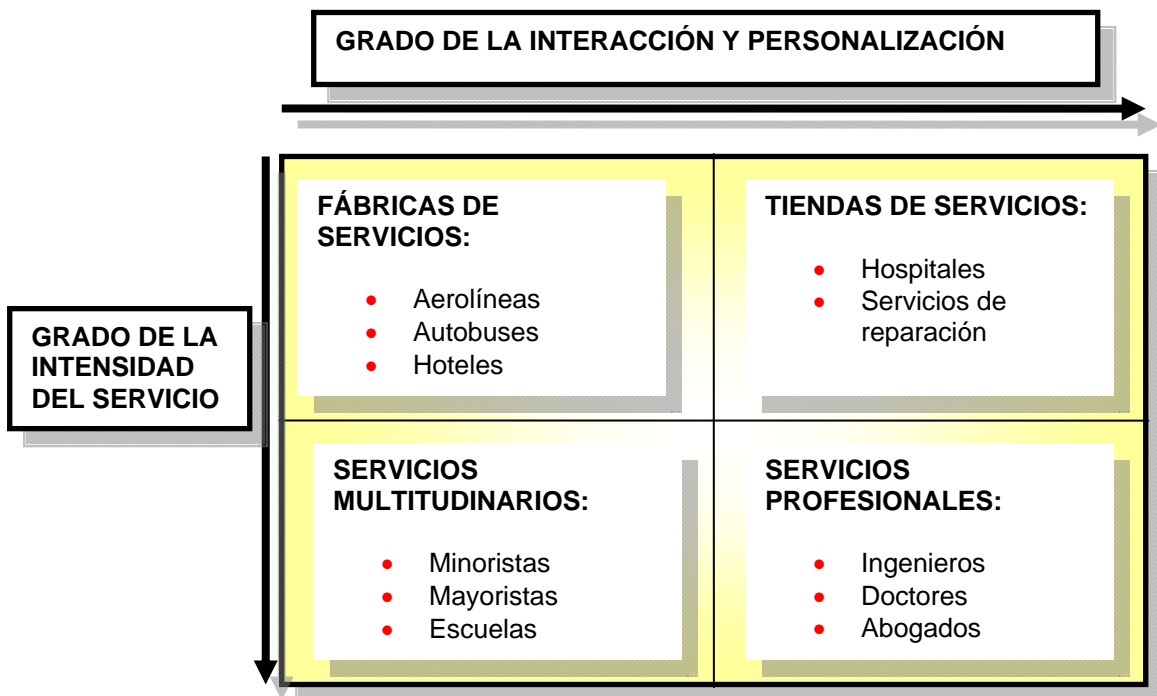 GRADO DE LA INTERACCIÓN Y PERSONALIZACIÓN
GRADO DE LA
INTENSIDAD
DEL SERVICIO
FÁBRICAS DE
SERVICIOS:
• Aerolíneas
• Autobuses
• Hoteles
TIENDAS DE SERVICIOS:
• Hospitales
• Servicios de
reparación
SERVICIOS
MULTITUDINARIOS:
• Minoristas
• Mayoristas
• Escuelas
SERVICIOS
PROFESIONALES:
• Ingenieros
• Doctores
• Abogados